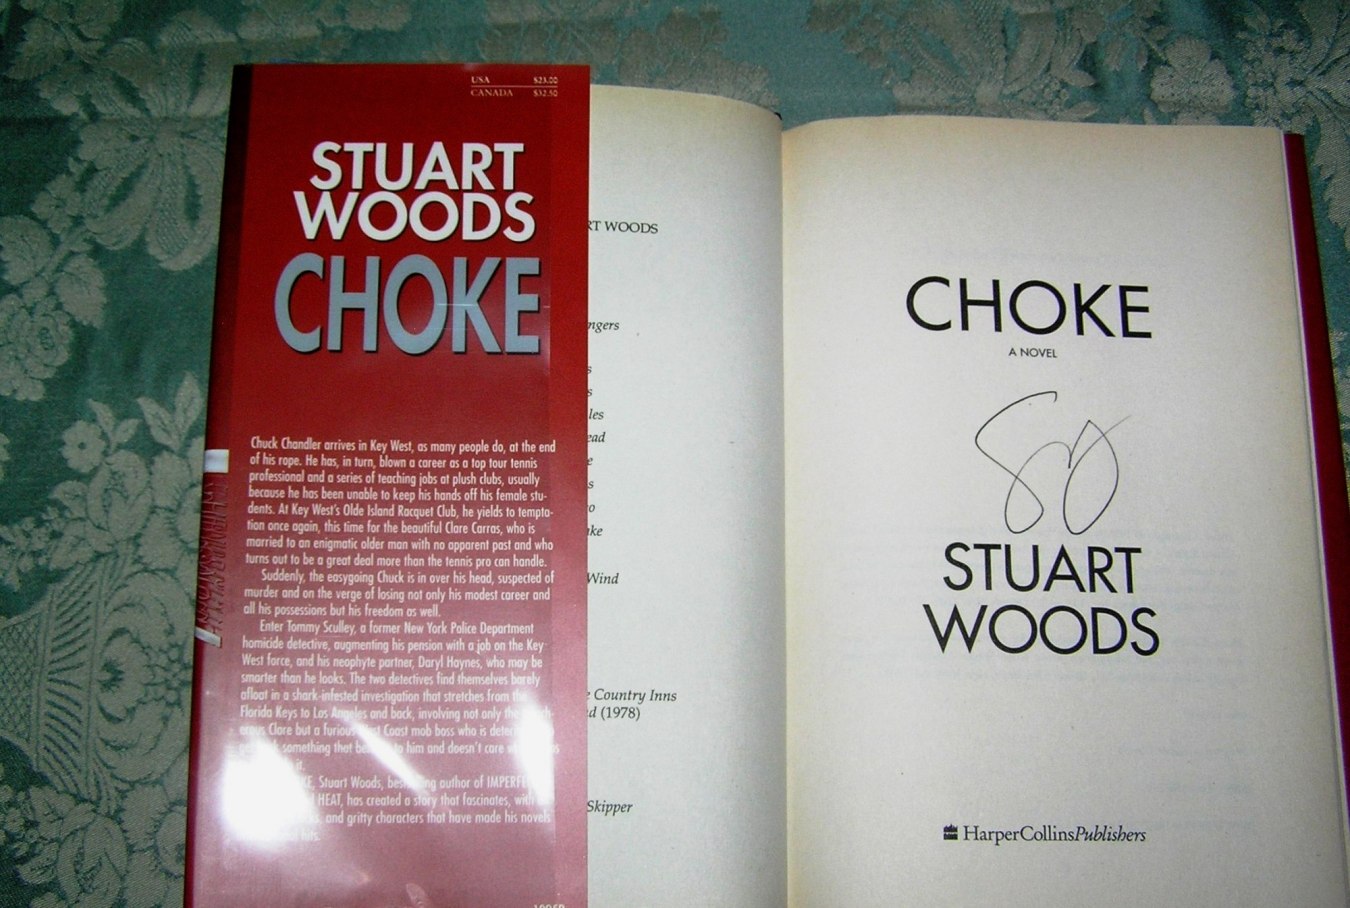 USA $23.00
CANADA $32.50
STUART
WOODS
CHOKE
Chuck Chandler arrives in Key West, as many people do, at the end
of his rope. He has, in turn, blown a career as a top tour tennis
professional and a series of teaching jobs at plush clubs, usually
because he has been unable to keep his hands off his female stu-
dents. At Key West's Olde Island Racquet Club, he yields to tempta-
tion once again, this time for the beautiful Clare Carras, who is
married to an enigmatic older man with no apparent past and who
turns out to be a great deal more than the tennis pro can handle.
Suddenly, the easygoing Chuck is in over his head, suspected of
murder and on the verge of losing not only his modest career and
all his possessions but his freedom as well.
Enter Tommy Sculley, a former New York Police Department
homicide detective, augmenting his pension with a job on the Key
West force, and his neophyte partner, Daryl Haynes, who may be
smarter than he looks. The two detectives find themselves barely
afloat in a shark-infested investigation that stretches from the
Florida Keys to Los Angeles and back, involving not only the
Clare but a furious West Coast mob boss who is
something that to him and doesn't care
it.
Stuart Woods, author of
HEAT, has created a story that fascinates, with
and gritty characters that have made his novels
hits.
RT WOODS
ngers
s
s
les
ead
e
s
o
ke
Wind
Country Inns
d (1978)
Skipper
CHOKE
A NOVEL
STUART
WOODS
HarperCollinsPublishers